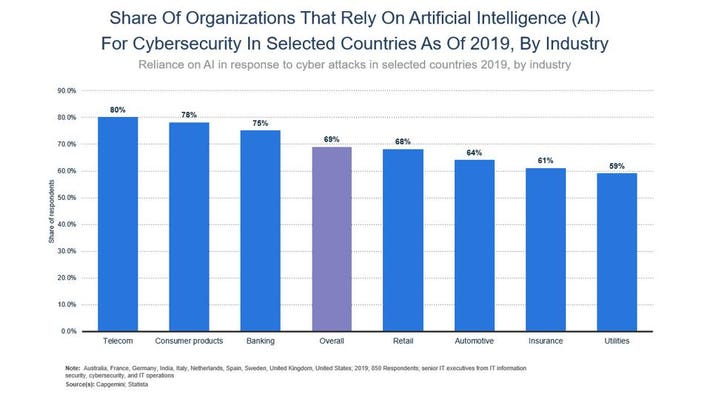 Share Of Organizations That Rely On Artificial Intelligence (AI)
For Cybersecurity In Selected Countries As Of 2019, By Industry
Reliance on AI in response to cyber attacks in selected countries 2019, by industry
90.0%
80.0%
70.0%
60.0%
50.0%
40.0%
30.0%
20.0%
10.0%
0.0%
Share of respondents
80%
78%
75%
69%
68%
64%
61%
59%
Telecom
Consumer products
Banking
Overall
Retail
Automotive
Insurance
Utilities
Note: Australia, France, Germany, India, Italy, Netherlands, Spain, Sweden, United Kingdom, United States; 2019, 850 Respondents; senior IT executives from IT information
security, cybersecurity, and IT operations
Source(s): Capgemini; Statista